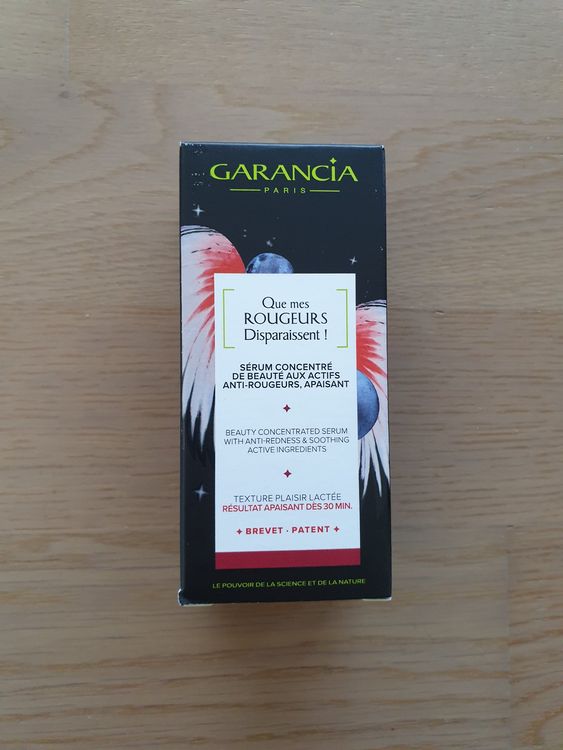 GARANCIA
PARIS
Que mes
ROUGEURS
Disparaissent !
SÉRUM CONCENTRÉ
DE BEAUTÉ AUX ACTIFS
ANTI-ROUGEURS, APAISANT
BEAUTY CONCENTRATED SERUM
WITH ANTI-REDNESS & SOOTHING
ACTIVE INGREDIENTS
TEXTURE PLAISIR LACTÉE
RÉSULTAT APAISANT DÈS 30 MIN.
BREVET · PATENT
LE POUVOIR DE LA SCIENCE ET DE LA NATURE